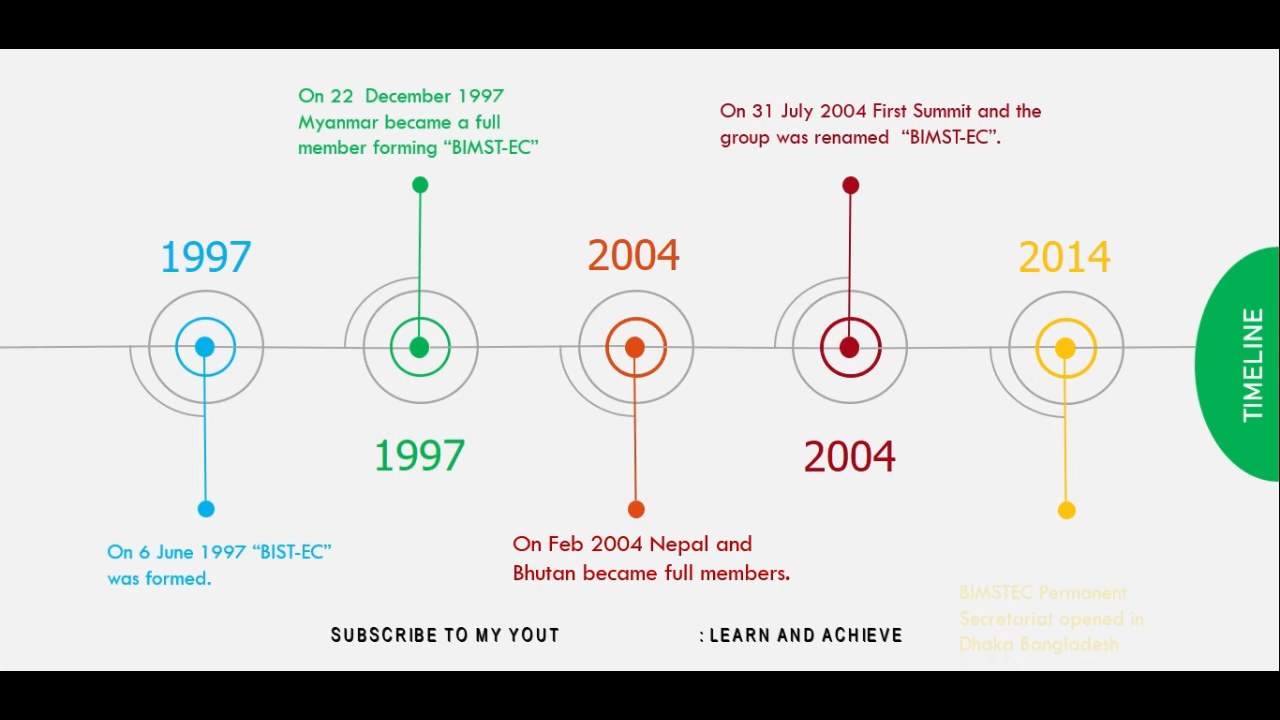 On 22 December 1997
Myanmar became a full
member forming “BIMST-EC”
On 31 July 2004 First Summit and the
group was renamed “BIMST-EC”.
1997
2004
2014
TIMELINE
1997
2004
On 6 June 1997 “BIST-EC”
was formed.
On Feb 2004 Nepal and
Bhutan became full members.
BIMSTEC Permanent
Secretariat opened in
Dhaka Bangladesh
SUBSCRIBE TO MY YOUT : LEARN AND ACHIEVE